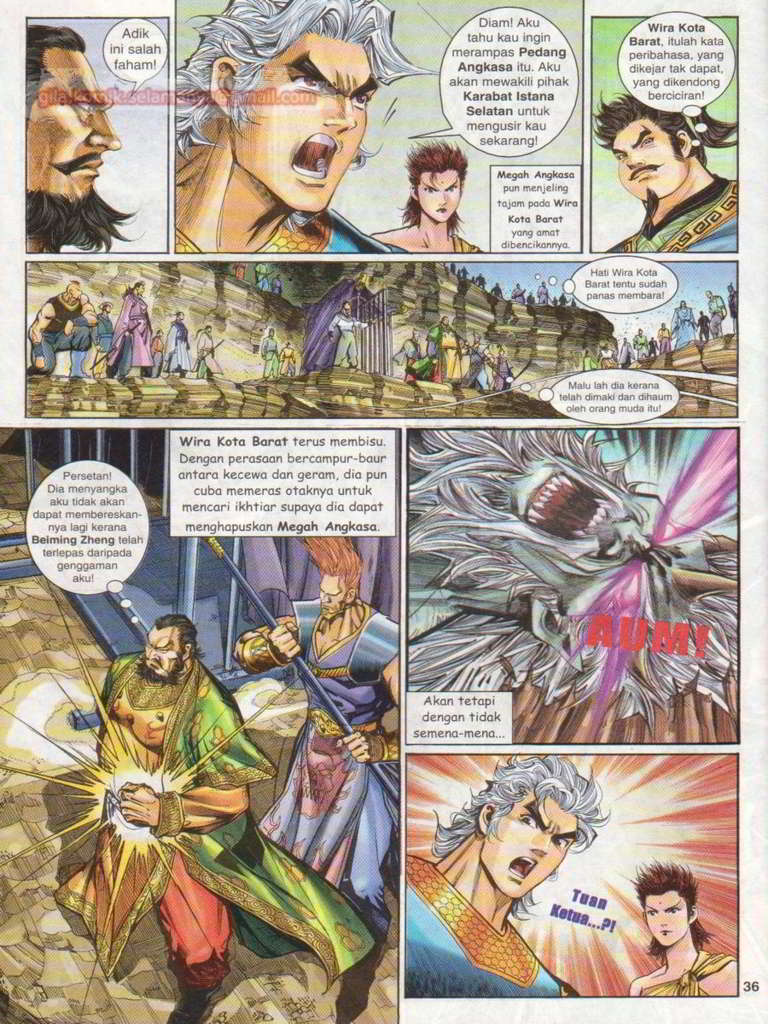 Adik
ini salah
faham!
Diam! Aku
tahu kau ingin
merampas Pedang
Angkasa itu. Aku
akan mewakili pihak
Karabat Istana
Selatan untuk
mengusir kau
sekarang!
Megah Angkasa
pun menjeling
tajam pada Wira
Kota Barat
yang amat
dibencikannya.
Wira Kota
Barat, itulah kata
peribahasa, yang
dikejar tak dapat,
yang dikendong
berciciran!
Hati Wira Kota
Barat tentu sudah
panas membara!
Malu lah dia kerana
telah dimaki dan dihaum
oleh orang muda itu!
Persetan!
Dia menyangka
aku tidak akan
dapat membereskan-
nya lagi kerana
Beiming Zheng telah
terlepas daripada
genggaman
aku!
Wira Kota Barat terus membisu.
Dengan perasaan bercampur-baur
antara kecewa dan geram, dia pun
cuba memeras otaknya untuk
mencari ikhtiar supaya dia dapat
menghapuskan Megah Angkasa.
AUM!
Akan tetapi
dengan tidak
semena-mena...
Tuan
Ketua...?!
36